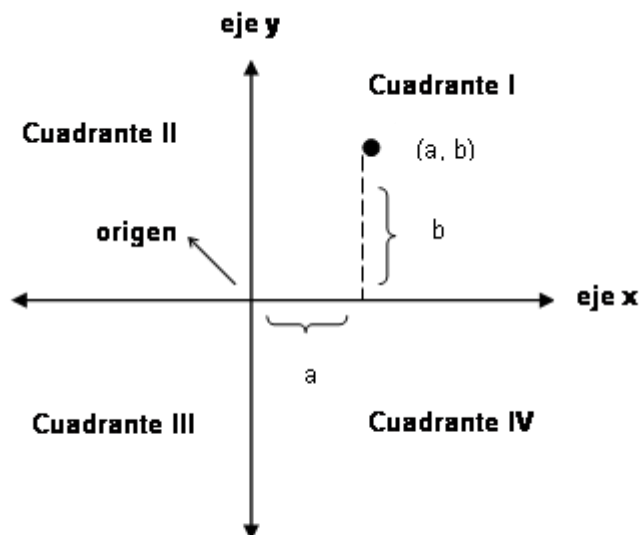 eje y
Cuadrante I
Cuadrante II
(a, b)
b
origen
eje x
a
Cuadrante III
Cuadrante IV